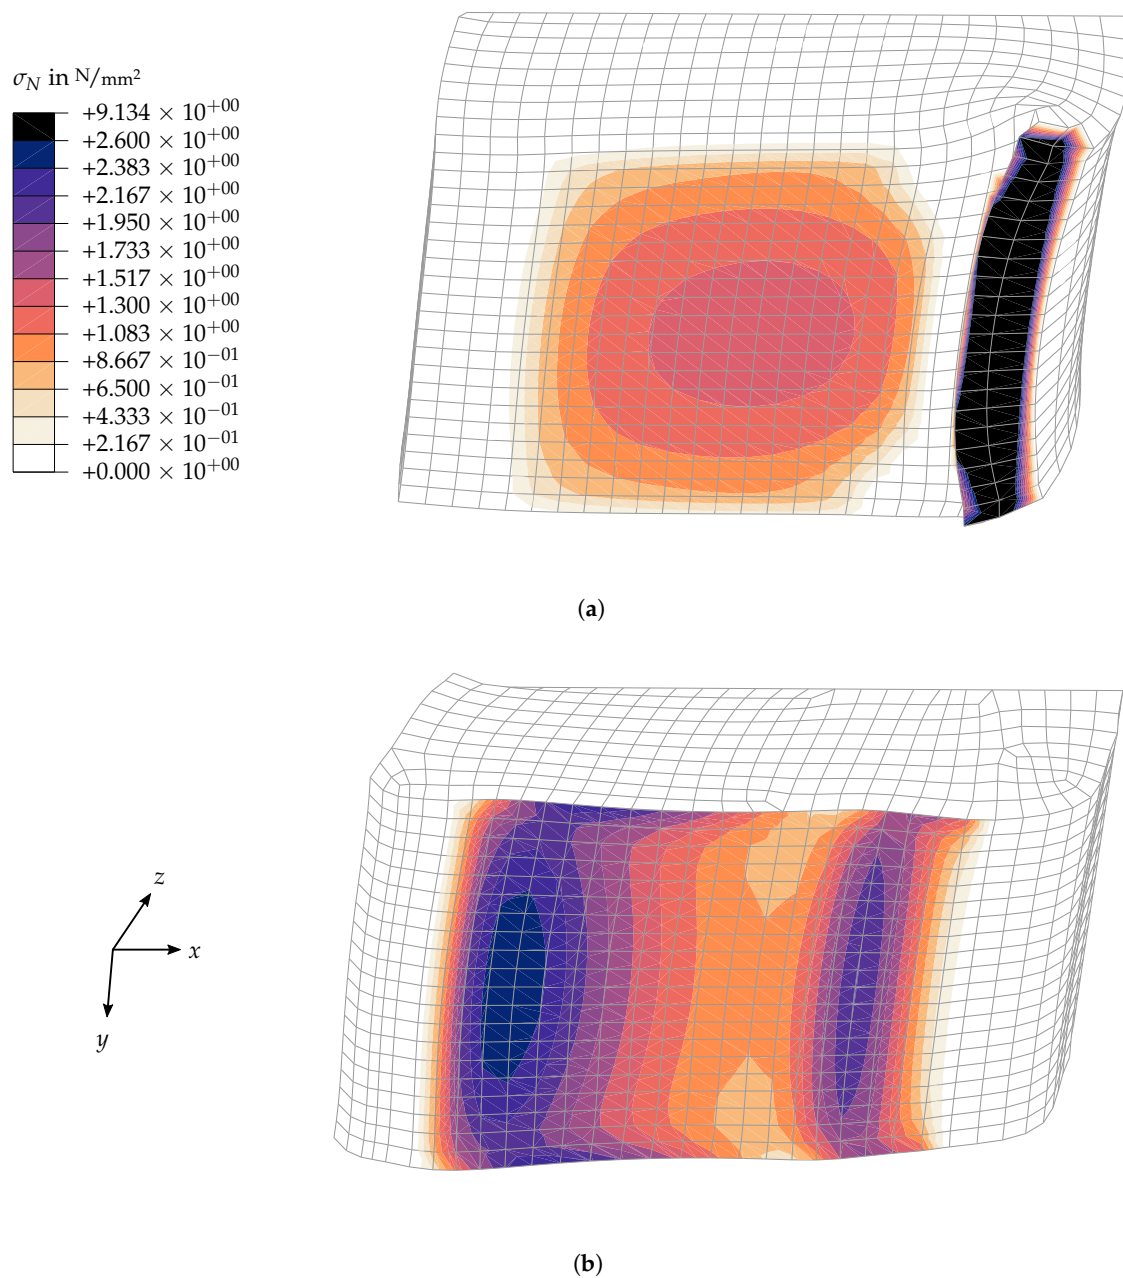 σN in N/mm²
+9.134 × 10+00
+2.600 × 10+00
+2.383 × 10+00
+2.167 × 10+00
+1.950 × 10+00
+1.733 × 10+00
+1.517 × 10+00
+1.300 × 10+00
+1.083 × 10+00
+8.667 × 10−01
+6.500 × 10−01
+4.333 × 10−01
+2.167 × 10−01
+0.000 × 10+00
(a)
z
x
y
(b)